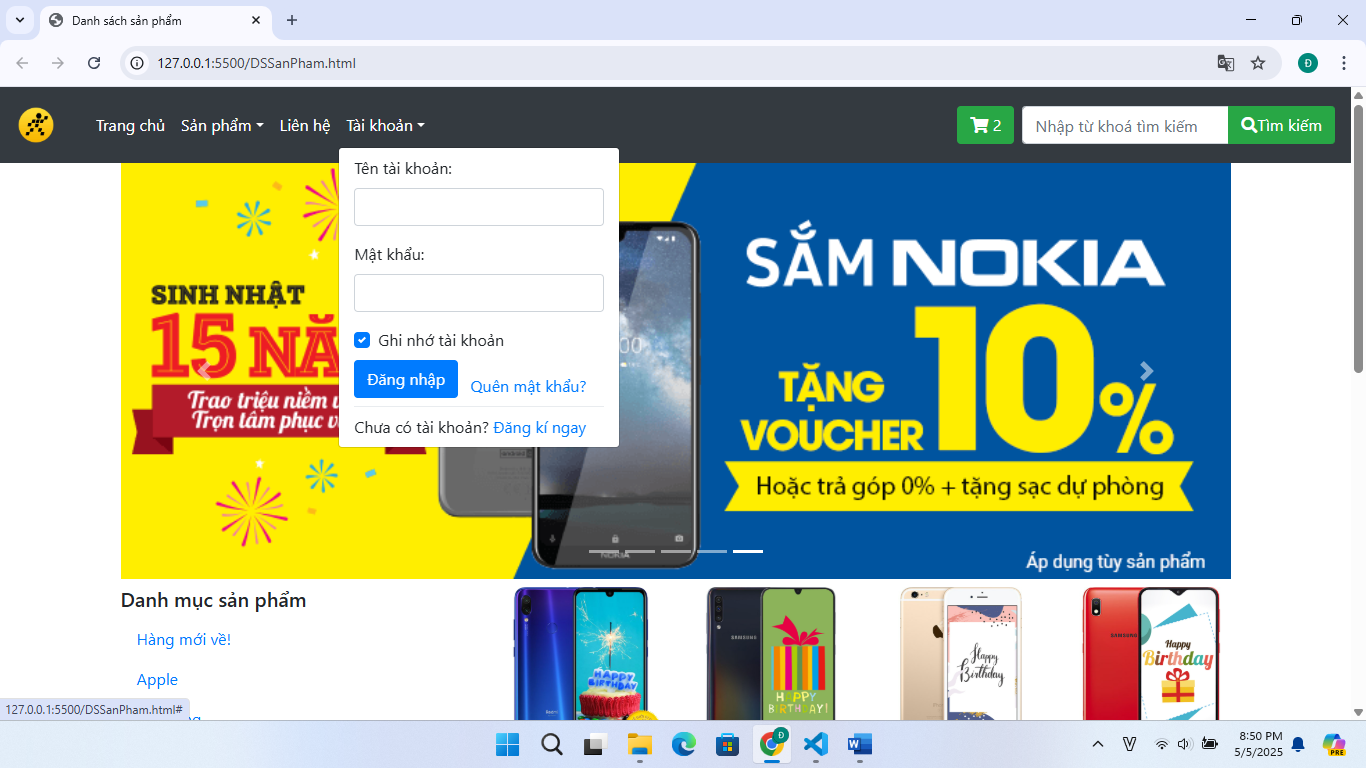 Danh sách sản phẩm
127.0.0.1:5500/DSSanPham.html
Đ
Trang chủ Sản phẩm Liên hệ Tài khoản 2 Nhập từ khoá tìm kiếm Tìm kiếm
Tên tài khoản:
Mật khẩu:
Ghi nhớ tài khoản
Đăng nhập Quên mật khẩu?
Chưa có tài khoản? Đăng kí ngay
SINH NHẬT
15
Trao triệu niềm
Trọn tâm phục
NOKIA
SẮM NOKIA
TẶNG
VOUCHER
10%
Hoặc trả góp 0% + tặng sạc dự phòng
Áp dụng tùy sản phẩm
Danh mục sản phẩm
Hàng mới về!
Apple
HAPPY
BIRTHDAY
SAMSUNG
HAPPY
BIRTHDAY!
Happy
Birthday
SAMSUNG
Happy
Birthday
127.0.0.1:5500/DSSanPham.html#
8:50 PM
5/5/2025
PRE